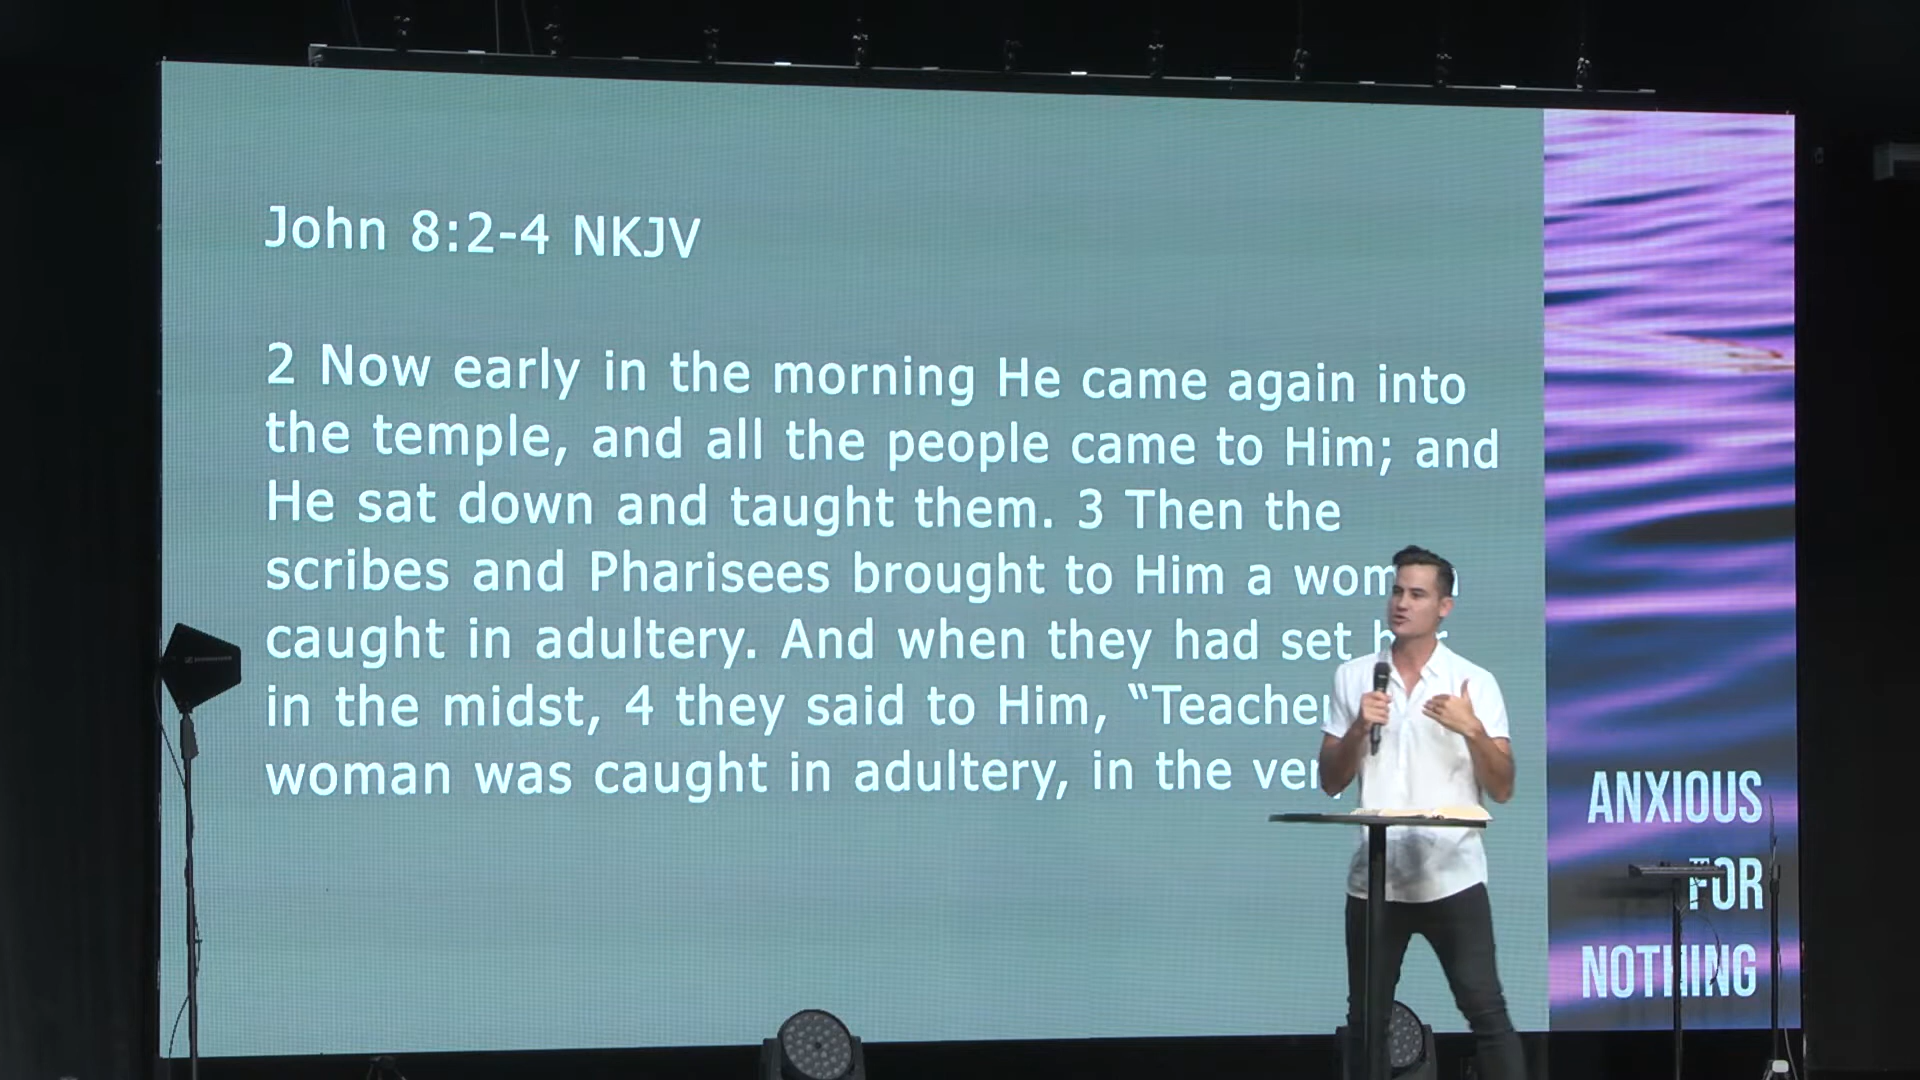 John 8:2-4 NKJV
2 Now early in the morning He came again into
the temple, and all the people came to Him; and
He sat down and taught them. 3 Then the
scribes and Pharisees brought to Him a
caught in adultery. And when they had set
in the midst, 4 they said to Him, “Teacher
woman was caught in adultery, in the
ANXIOUS
FOR
NOTHING